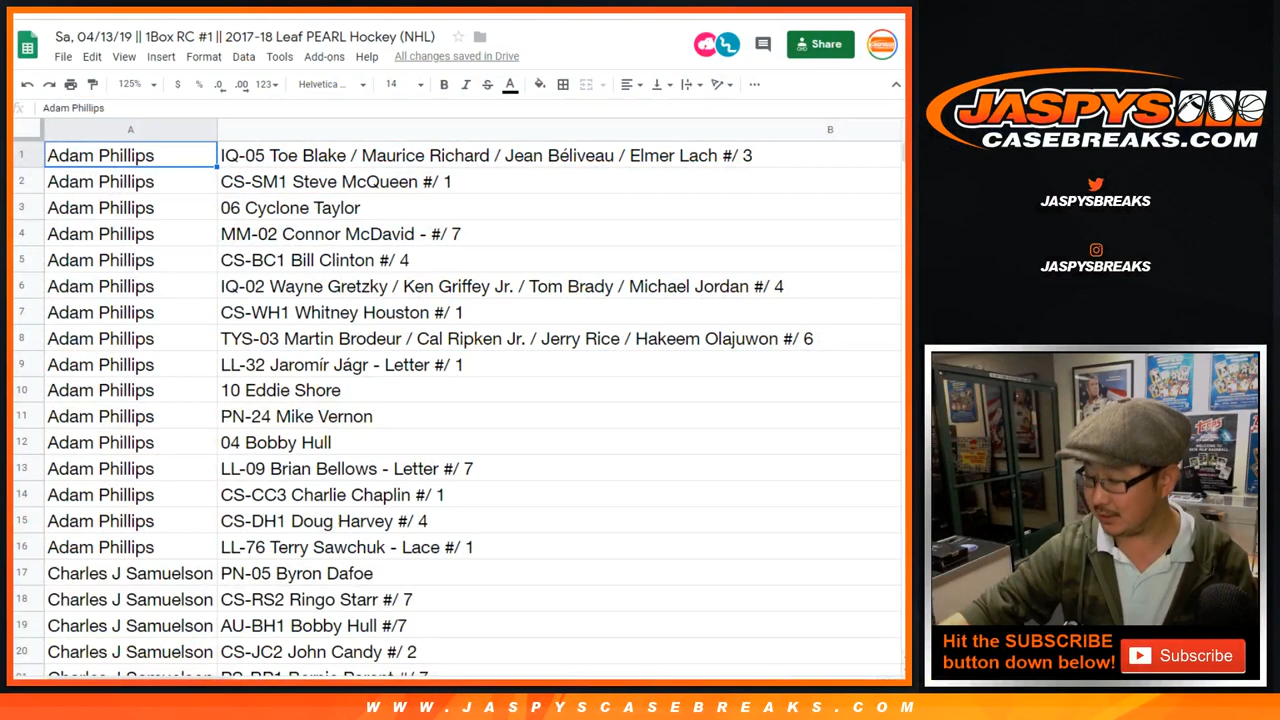 Sa, 04/13/19 || 1Box RC #1 || 2017-18 Leaf PEARL Hockey (NHL)
File Edit View Insert Format Data Tools Add-ons Help All changes saved in Drive
Share
125% $ % .0 .00 123 Helvetica ... 14 B I S A
fx Adam Phillips
A B
1 Adam Phillips IQ-05 Toe Blake / Maurice Richard / Jean Béliveau / Elmer Lach #/ 3
2 Adam Phillips CS-SM1 Steve McQueen #/ 1
3 Adam Phillips 06 Cyclone Taylor
4 Adam Phillips MM-02 Connor McDavid - #/ 7
5 Adam Phillips CS-BC1 Bill Clinton #/ 4
6 Adam Phillips IQ-02 Wayne Gretzky / Ken Griffey Jr. / Tom Brady / Michael Jordan #/ 4
7 Adam Phillips CS-WH1 Whitney Houston #/ 1
8 Adam Phillips TYS-03 Martin Brodeur / Cal Ripken Jr. / Jerry Rice / Hakeem Olajuwon #/ 6
9 Adam Phillips LL-32 Jaromír Jágr - Letter #/ 1
10 Adam Phillips 10 Eddie Shore
11 Adam Phillips PN-24 Mike Vernon
12 Adam Phillips 04 Bobby Hull
13 Adam Phillips LL-09 Brian Bellows - Letter #/ 7
14 Adam Phillips CS-CC3 Charlie Chaplin #/ 1
15 Adam Phillips CS-DH1 Doug Harvey #/ 4
16 Adam Phillips LL-76 Terry Sawchuk - Lace #/ 1
17 Charles J Samuelson PN-05 Byron Dafoe
18 Charles J Samuelson CS-RS2 Ringo Starr #/ 7
19 Charles J Samuelson AU-BH1 Bobby Hull #/7
20 Charles J Samuelson CS-JC2 John Candy #/ 2
JASPYS
CASEBREAKS.COM
JASPYSBREAKS
JASPYSBREAKS
Topps
Hit the SUBSCRIBE
button down below!
Subscribe
WWW.JASPYSCASEBREAKS.COM